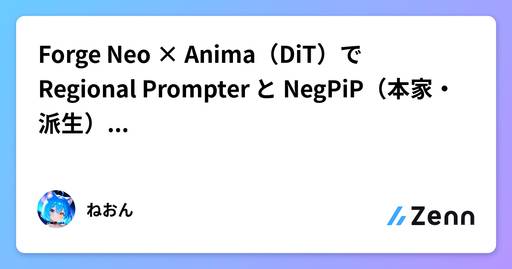 Forge Neo × Anima（DiT）で
Regional Prompter と NegPiP（本家・
派生）...
ねおん
Zenn